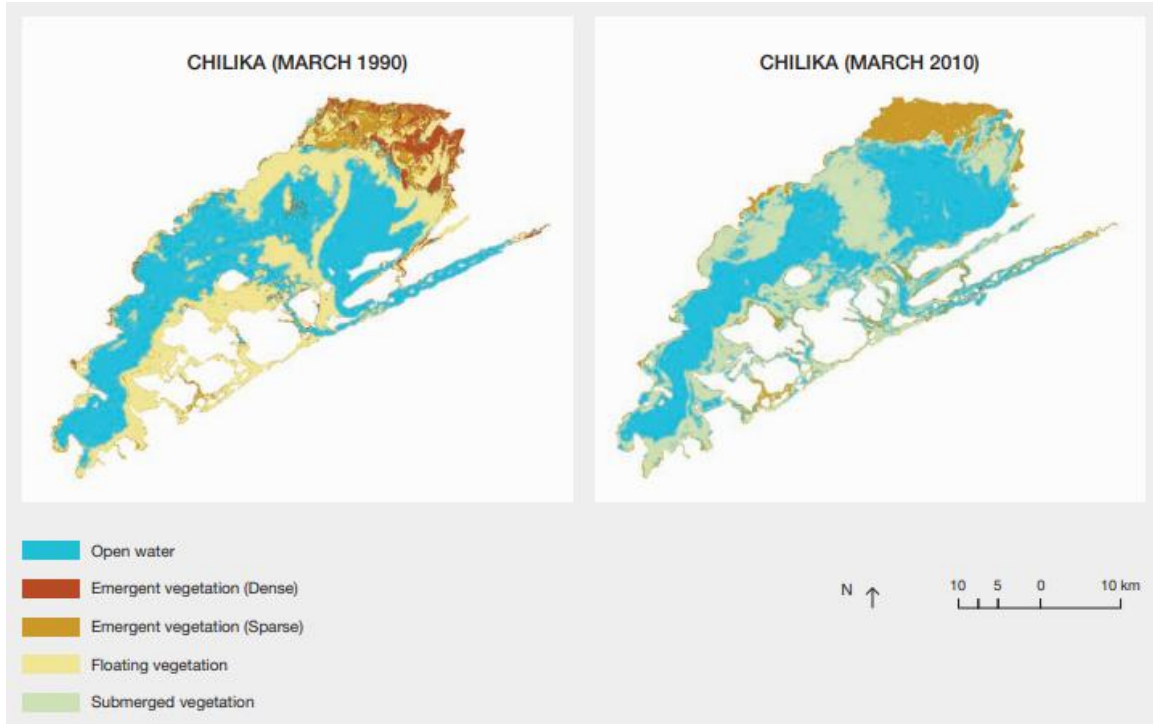 CHILIKA (MARCH 1990)
CHILIKA (MARCH 2010)
Open water
Emergent vegetation (Dense)
Emergent vegetation (Sparse)
Floating vegetation
Submerged vegetation
N
10 5 0 10 km